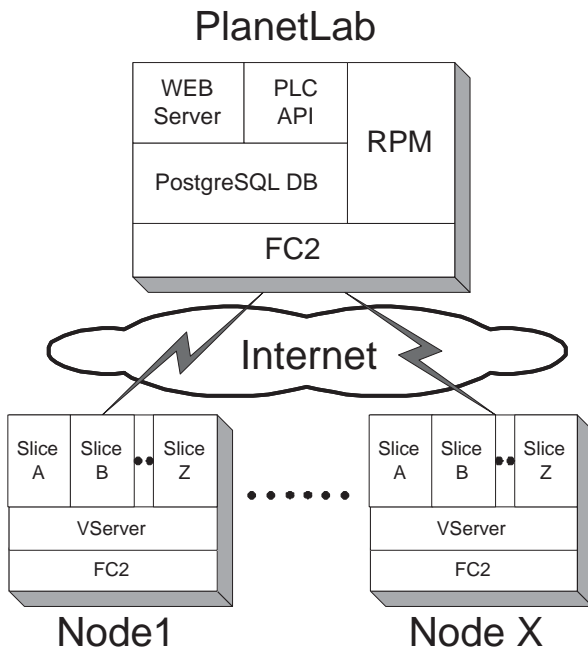 PlanetLab
WEB
Server
PLC
API
RPM
PostgreSQL DB
FC2
Internet
Slice
A
Slice
B
Slice
Z
VServer
FC2
Node1
Slice
A
Slice
B
Slice
Z
VServer
FC2
Node X